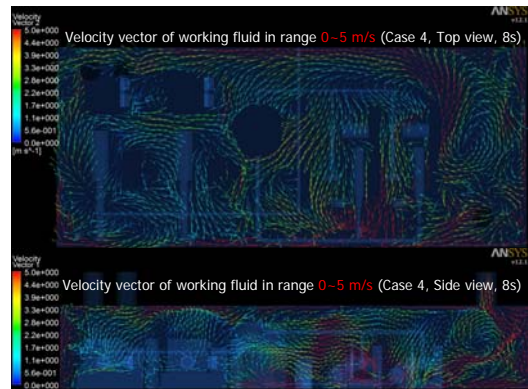 ANSYS
v12.1
Velocity
Vector 2
5.0e+000
Velocity vector of working fluid in range 0~5 m/s (Case 4, Top view, 8s)
4.4e+000
3.9e+000
3.3e+000
2.8e+000
2.2e+000
1.7e+000
1.1e+000
5.6e-001
0.0e+000
[m s^-1]
ANSYS
v12.1
Velocity
Vector 1
5.0e+000
4.4e+000
Velocity vector of working fluid in range 0~5 m/s (Case 4, Side view, 8s)
3.9e+000
3.3e+000
2.8e+000
2.2e+000
1.7e+000
1.1e+000
5.6e-001
0.0e+000